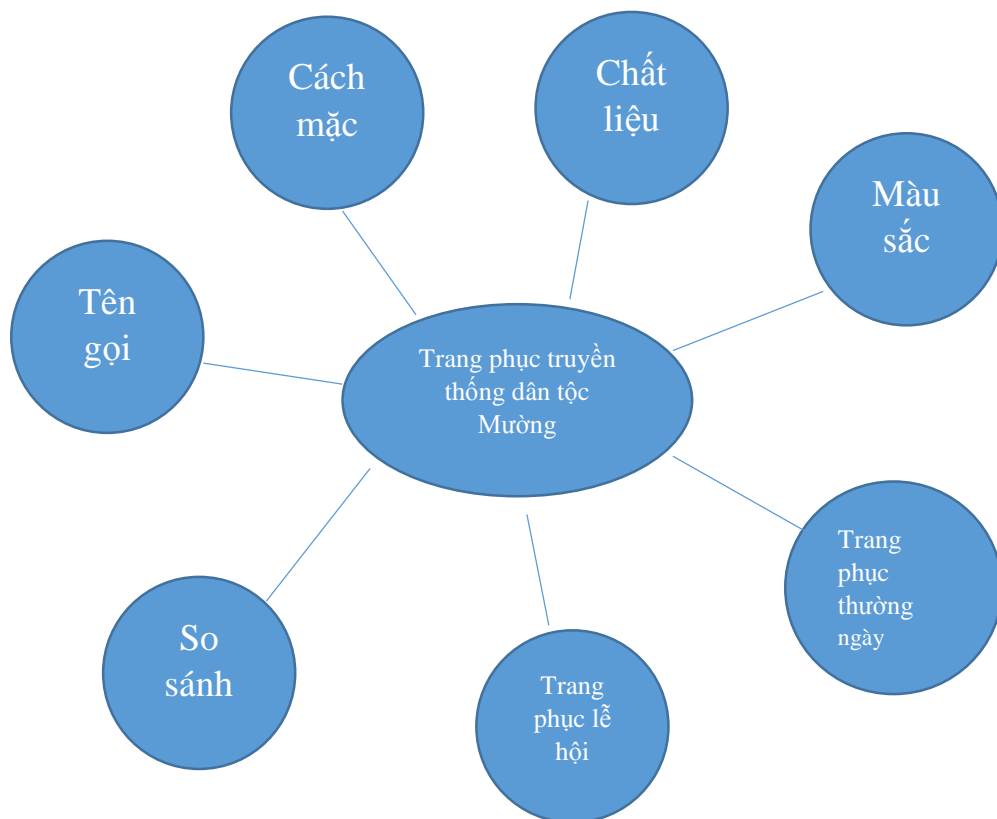 Cách
mặc
Chất
liệu
Màu
sắc
Tên
gọi
Trang phục truyền
thống dân tộc
Mường
Trang
phục
thường
ngày
So
sánh
Trang
phục lễ
hội